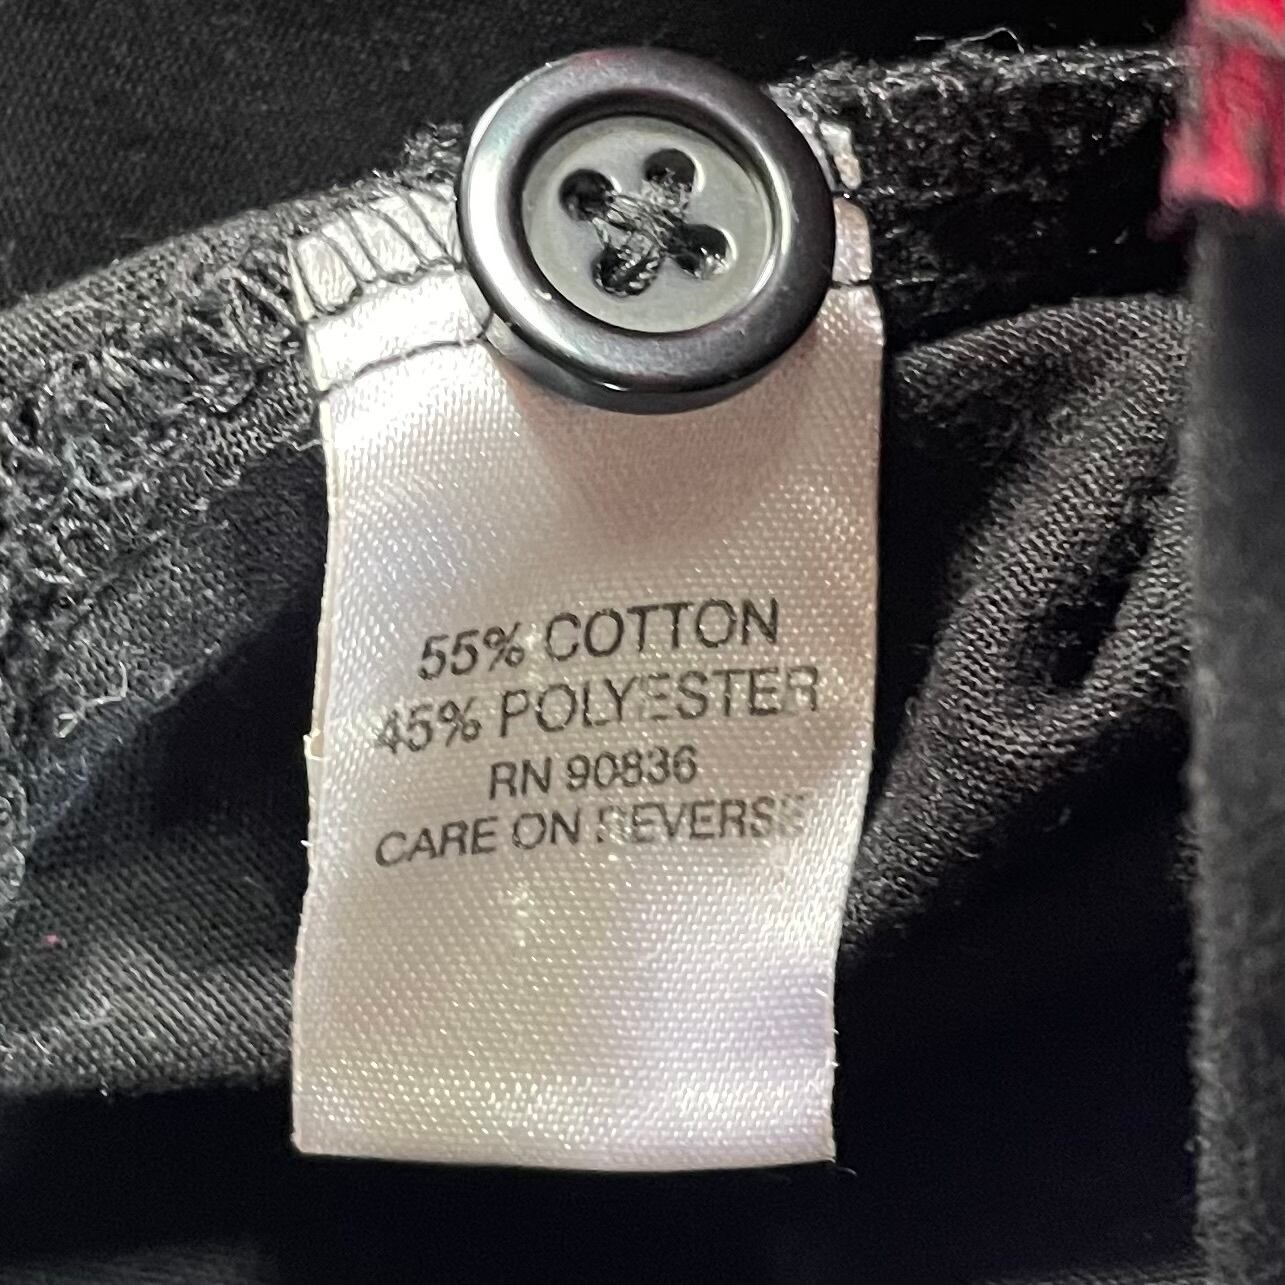 55% COTTON
45% POLYESTER
RN 90836
CARE ON REVERSE